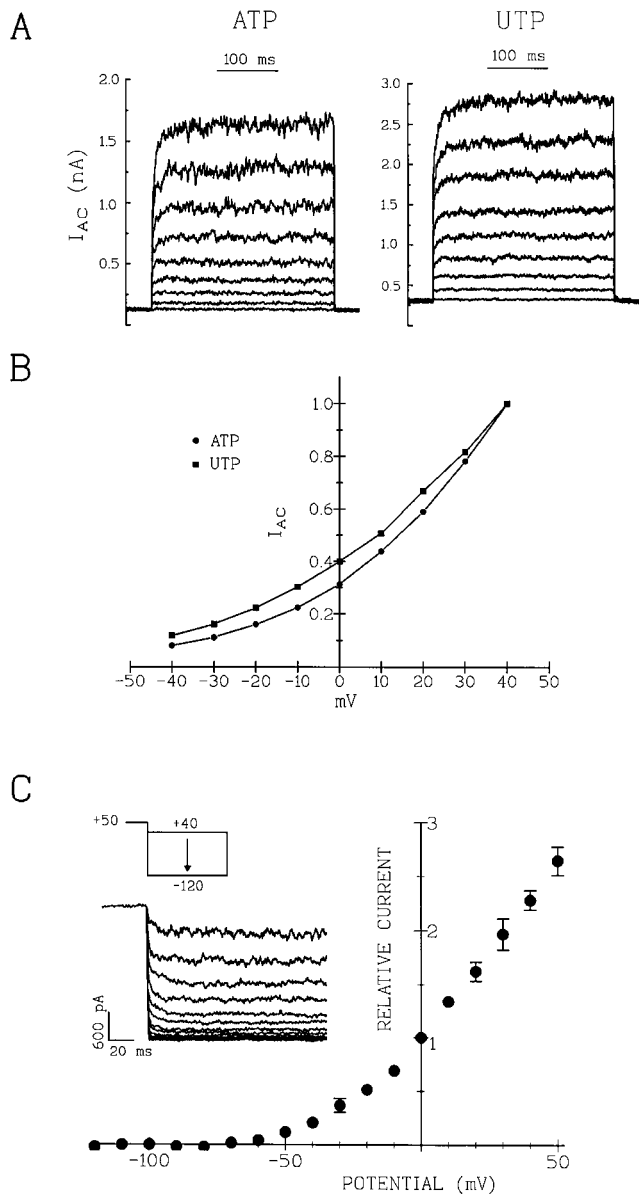 A
ATP
UTP
100 ms
100 ms
I_AC (nA)
2.0
1.5
1.0
0.5
3.0
2.5
2.0
1.5
1.0
0.5
B
ATP
UTP
I_AC
1.0
0.8
0.6
0.4
0.2
-50 -40 -30 -20 -10 0 10 20 30 40 50
mV
C
+50
+40
-120
600 pA
20 ms
RELATIVE CURRENT
3
2
1
-100 -50 50
POTENTIAL (mV)